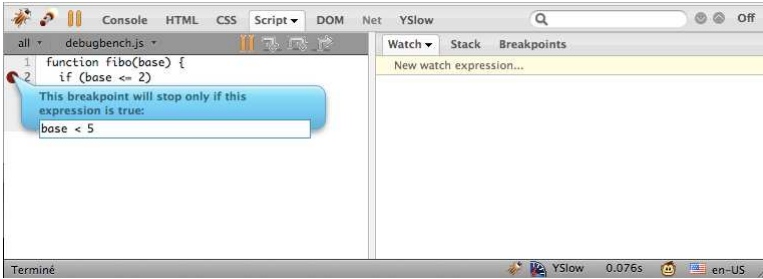 Console HTML CSS Script DOM Net YSlow Off
all debugbench.js
Watch Stack Breakpoints
1 function fibo(base) {
2 if (base <= 2)
New watch expression...
This breakpoint will stop only if this
expression is true:
base < 5
Terminé YSlow 0.076s en-US